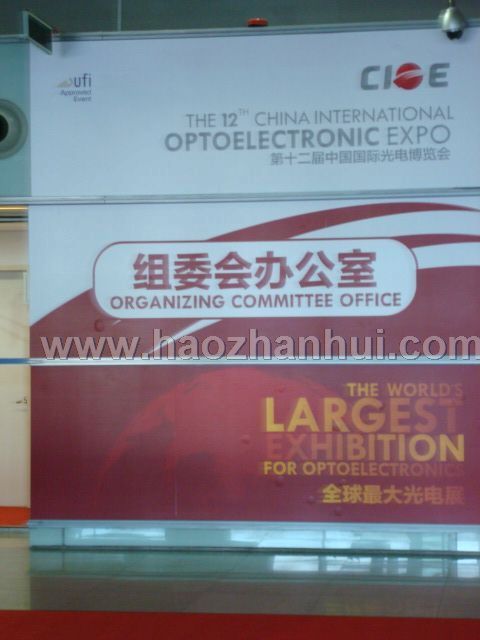 ufi
Approved
Event
CIOE
THE 12TH CHINA INTERNATIONAL
OPTOELECTRONIC EXPO
第十二届中国国际光电博览会
组委会办公室
ORGANIZING COMMITTEE OFFICE
www.haozhanhui.com
THE WORLD'S
LARGEST
EXHIBITION
FOR OPTOELECTRONICS
全球最大光电展